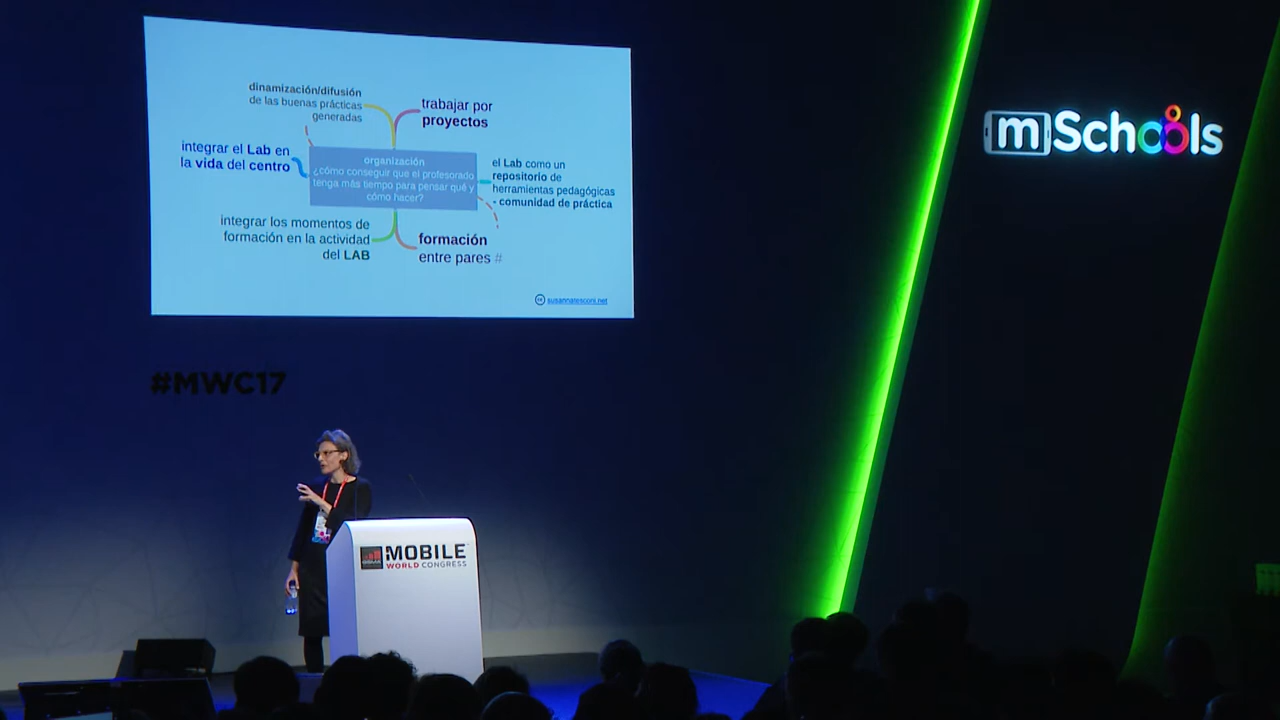 dinamización/difusión
de las buenas prácticas
generadas
trabajar por
proyectos
integrar el Lab en
la vida del centro
organización
¿cómo conseguir que el profesorado
tenga más tiempo para pensar qué y
cómo hacer?
el Lab como un
repositorio de
herramientas pedagógicas
- comunidad de práctica
integrar los momentos de
formación en la actividad
del LAB
formación
entre pares #
cc susannatesconi.net
mSchools
#MWC17
GSMA
MOBILE
WORLD CONGRESS